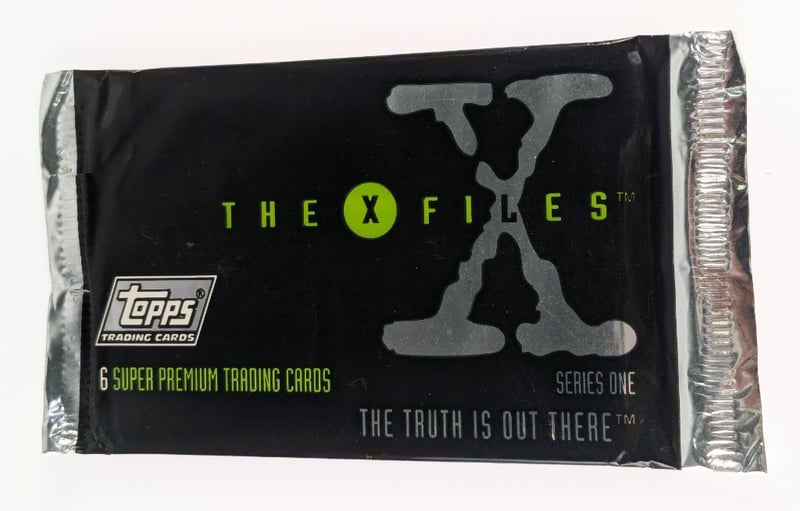 THE X FILES™
TOPPS®
TRADING CARDS
6 SUPER PREMIUM TRADING CARDS
SERIES ONE
THE TRUTH IS OUT THERE™